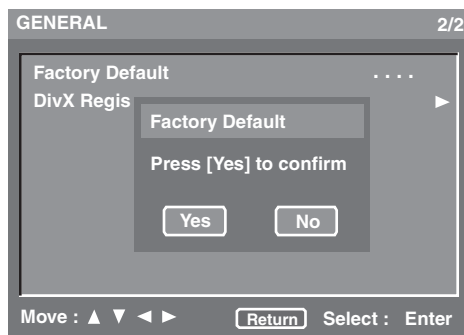 GENERAL 2/2
Factory Default . . . .
DivX Regis ►
Factory Default
Press [Yes] to confirm
Yes No
Move : ▲ ▼ ◄ ► Return Select : Enter